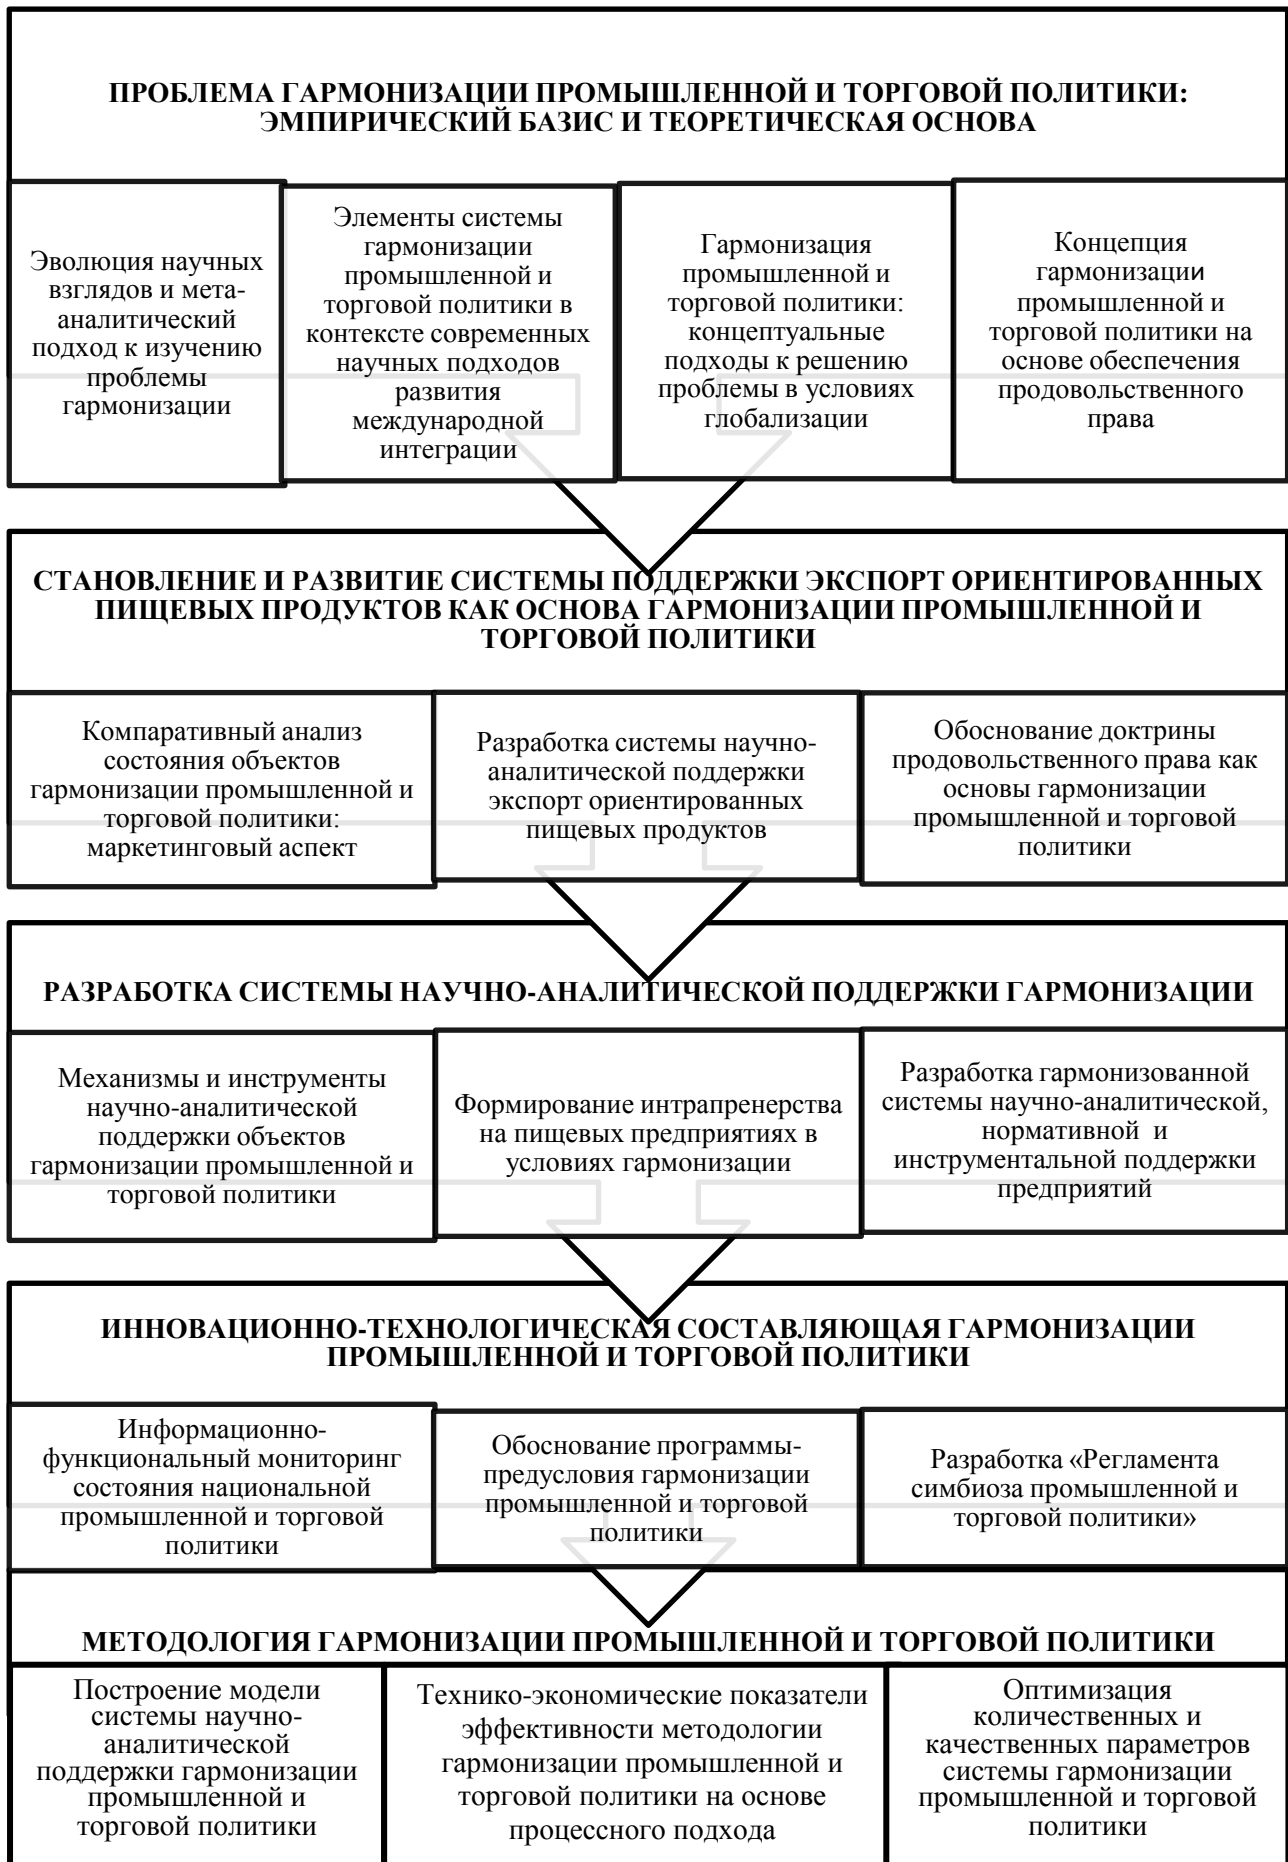 ПРОБЛЕМА ГАРМОНИЗАЦИИ ПРОМЫШЛЕННОЙ И ТОРГОВОЙ ПОЛИТИКИ:
ЭМПИРИЧЕСКИЙ БАЗИС И ТЕОРЕТИЧЕСКАЯ ОСНОВА
Эволюция научных
взглядов и мета-
аналитический
подход к изучению
проблемы
гармонизации
Элементы системы
гармонизации
промышленной и
торговой политики в
контексте современных
научных подходов
развития
международной
интеграции
Гармонизация
промышленной и
торговой политики:
концептуальные
подходы к решению
проблемы в условиях
глобализации
Концепция
гармонизации
промышленной и
торговой политики на
основе обеспечения
продовольственного
права
СТАНОВЛЕНИЕ И РАЗВИТИЕ СИСТЕМЫ ПОДДЕРЖКИ ЭКСПОРТ ОРИЕНТИРОВАННЫХ
ПИЩЕВЫХ ПРОДУКТОВ КАК ОСНОВА ГАРМОНИЗАЦИИ ПРОМЫШЛЕННОЙ И
ТОРГОВОЙ ПОЛИТИКИ
Компаративный анализ
состояния объектов
гармонизации промышленной и
торговой политики:
маркетинговый аспект
Разработка системы научно-
аналитической поддержки
экспорт ориентированных
пищевых продуктов
Обоснование доктрины
продовольственного права как
основы гармонизации
промышленной и торговой
политики
РАЗРАБОТКА СИСТЕМЫ НАУЧНО-АНАЛИТИЧЕСКОЙ ПОДДЕРЖКИ ГАРМОНИЗАЦИИ
Механизмы и инструменты
научно-аналитической
поддержки объектов
гармонизации промышленной и
торговой политики
Формирование интрапренерства
на пищевых предприятиях в
условиях гармонизации
Разработка гармонизованной
системы научно-аналитической,
нормативной и
инструментальной поддержки
предприятий
ИННОВАЦИОННО-ТЕХНОЛОГИЧЕСКАЯ СОСТАВЛЯЮЩАЯ ГАРМОНИЗАЦИИ
ПРОМЫШЛЕННОЙ И ТОРГОВОЙ ПОЛИТИКИ
Информационно-
функциональный мониторинг
состояния национальной
промышленной и торговой
политики
Обоснование программы-
предусловия гармонизации
промышленной и торговой
политики
Разработка «Регламента
симбиоза промышленной и
торговой политики»
МЕТОДОЛОГИЯ ГАРМОНИЗАЦИИ ПРОМЫШЛЕННОЙ И ТОРГОВОЙ ПОЛИТИКИ
Построение модели
системы научно-
аналитической
поддержки гармонизации
промышленной и
торговой политики
Технико-экономические показатели
эффективности методологии
гармонизации промышленной и
торговой политики на основе
процессного подхода
Оптимизация
количественных и
качественных параметров
системы гармонизации
промышленной и торговой
политики